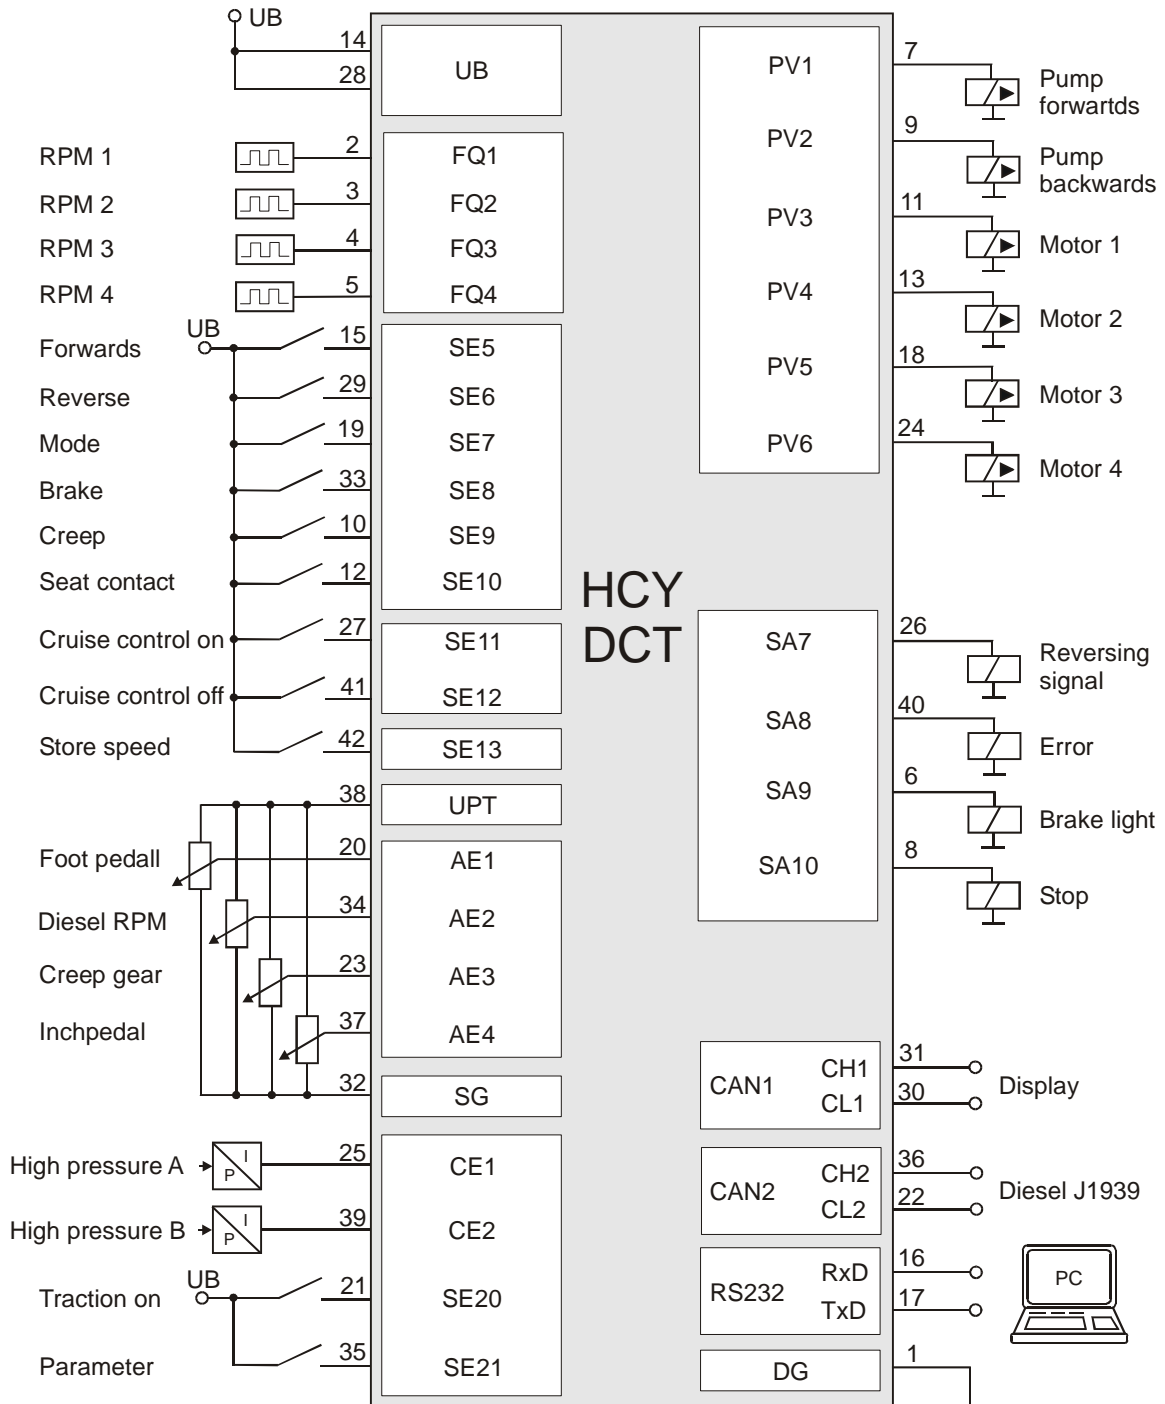 UB
14
28
UB
RPM 1
2
FQ1
RPM 2
3
FQ2
RPM 3
4
FQ3
RPM 4
5
FQ4
UB
Forwards
15
SE5
Reverse
29
SE6
Mode
19
SE7
Brake
33
SE8
Creep
10
SE9
Seat contact
12
SE10
Cruise control on
27
SE11
Cruise control off
41
SE12
Store speed
42
SE13
38
UPT
Foot pedall
20
AE1
Diesel RPM
34
AE2
Creep gear
23
AE3
Inchpedal
37
AE4
32
SG
High pressure A
I
P
25
CE1
High pressure B
I
P
39
CE2
UB
Traction on
21
SE20
Parameter
35
SE21
HCY
DCT
PV1
7
Pump
forwartds
PV2
9
Pump
backwards
PV3
11
Motor 1
PV4
13
Motor 2
PV5
18
Motor 3
PV6
24
Motor 4
SA7
26
Reversing
signal
SA8
40
Error
SA9
6
Brake light
SA10
8
Stop
CAN1
CH1
31
CL1
30
Display
CAN2
CH2
36
CL2
22
Diesel J1939
RS232
RxD
16
TxD
17
PC
DG
1